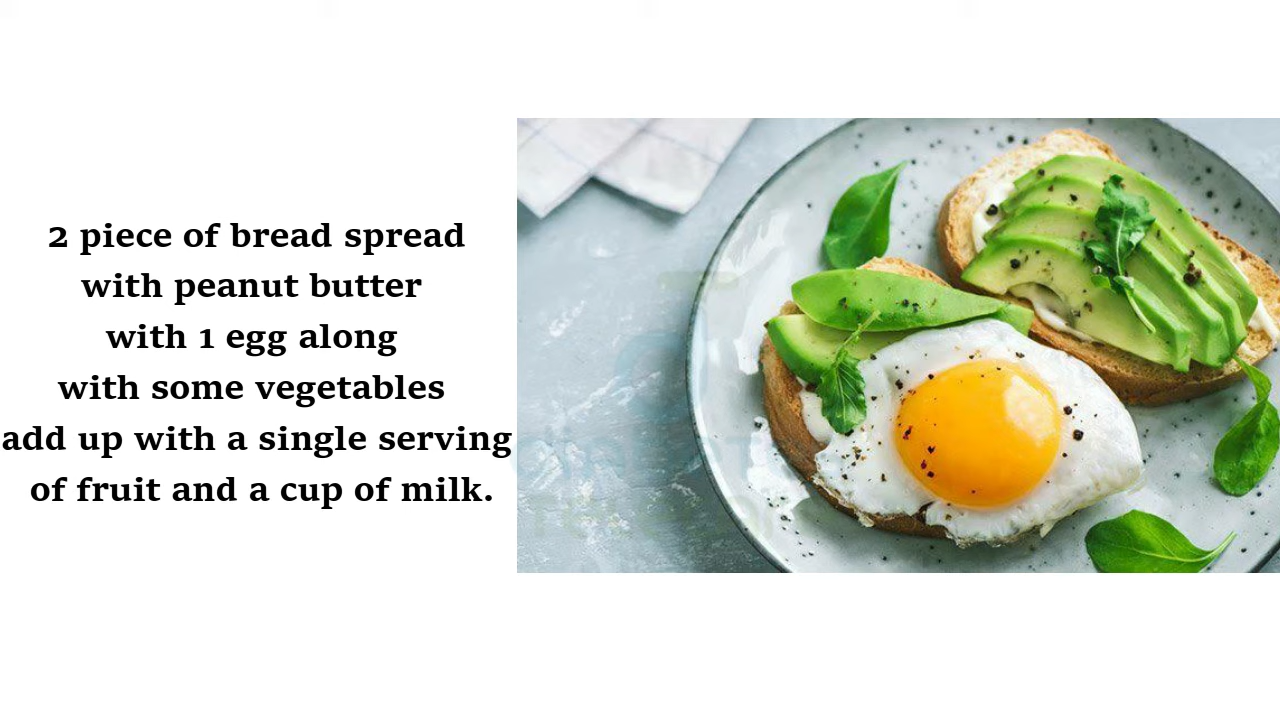 2 piece of bread spread
with peanut butter
with 1 egg along
with some vegetables
add up with a single serving
of fruit and a cup of milk.